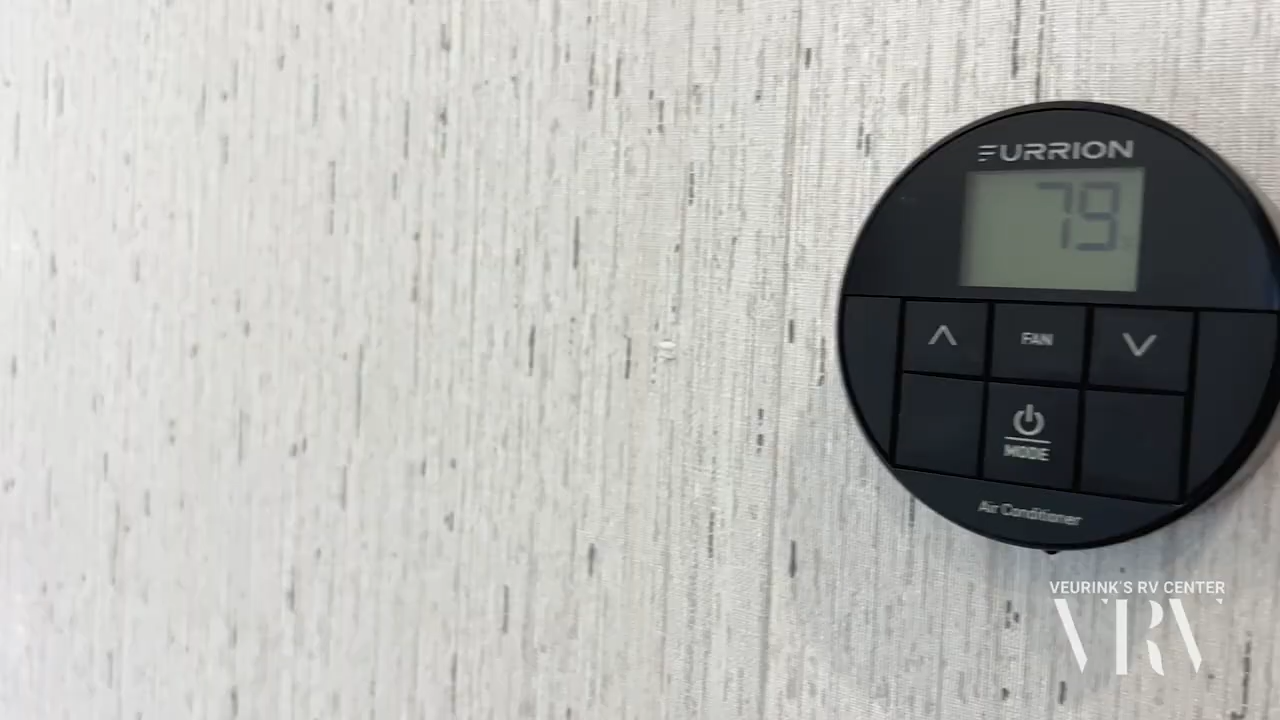 FURRION
79
FAN
MODE
Air Conditioner
VEURINK'S RV CENTER
VRV